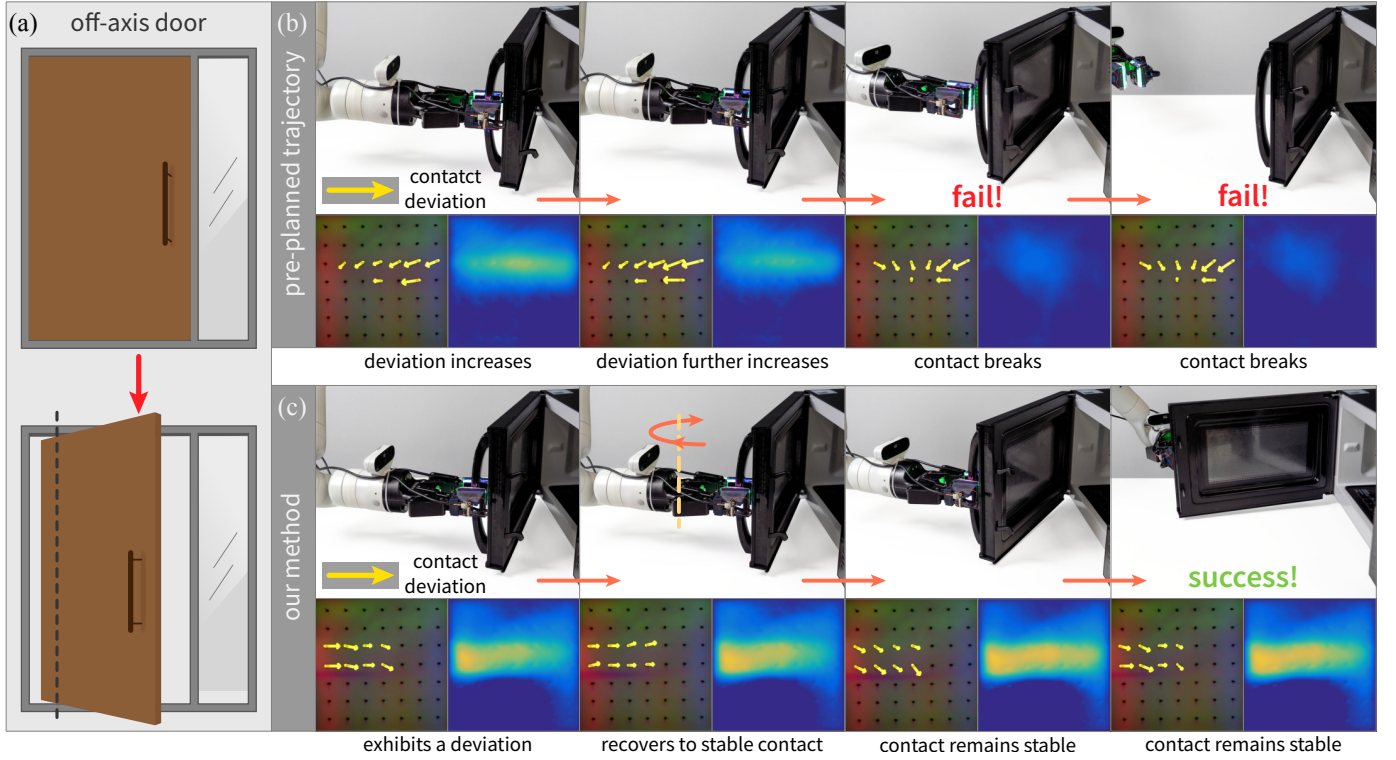 (a)
off-axis door
(b)
pre-planned trajectory
contatct
deviation
fail!
fail!
deviation increases
deviation further increases
contact breaks
contact breaks
(c)
our method
contact
deviation
success!
exhibits a deviation
recovers to stable contact
contact remains stable
contact remains stable